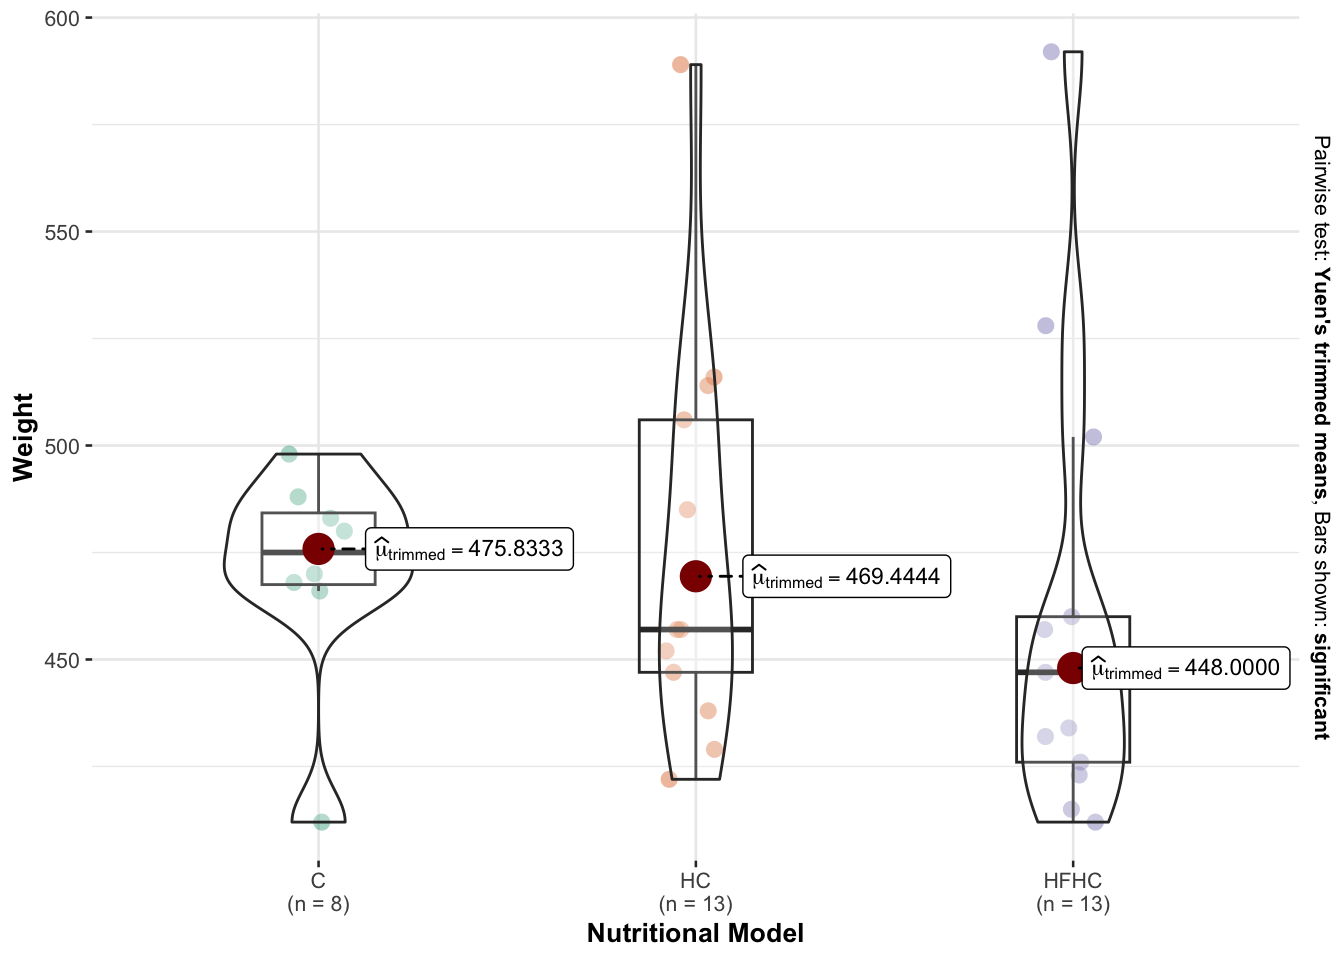 600
550
500
450
Weight
μ̂trimmed = 475.8333
μ̂trimmed = 469.4444
μ̂trimmed = 448.0000
C
(n = 8)
HC
(n = 13)
HFHC
(n = 13)
Nutritional Model
Pairwise test: Yuen's trimmed means, Bars shown: significant